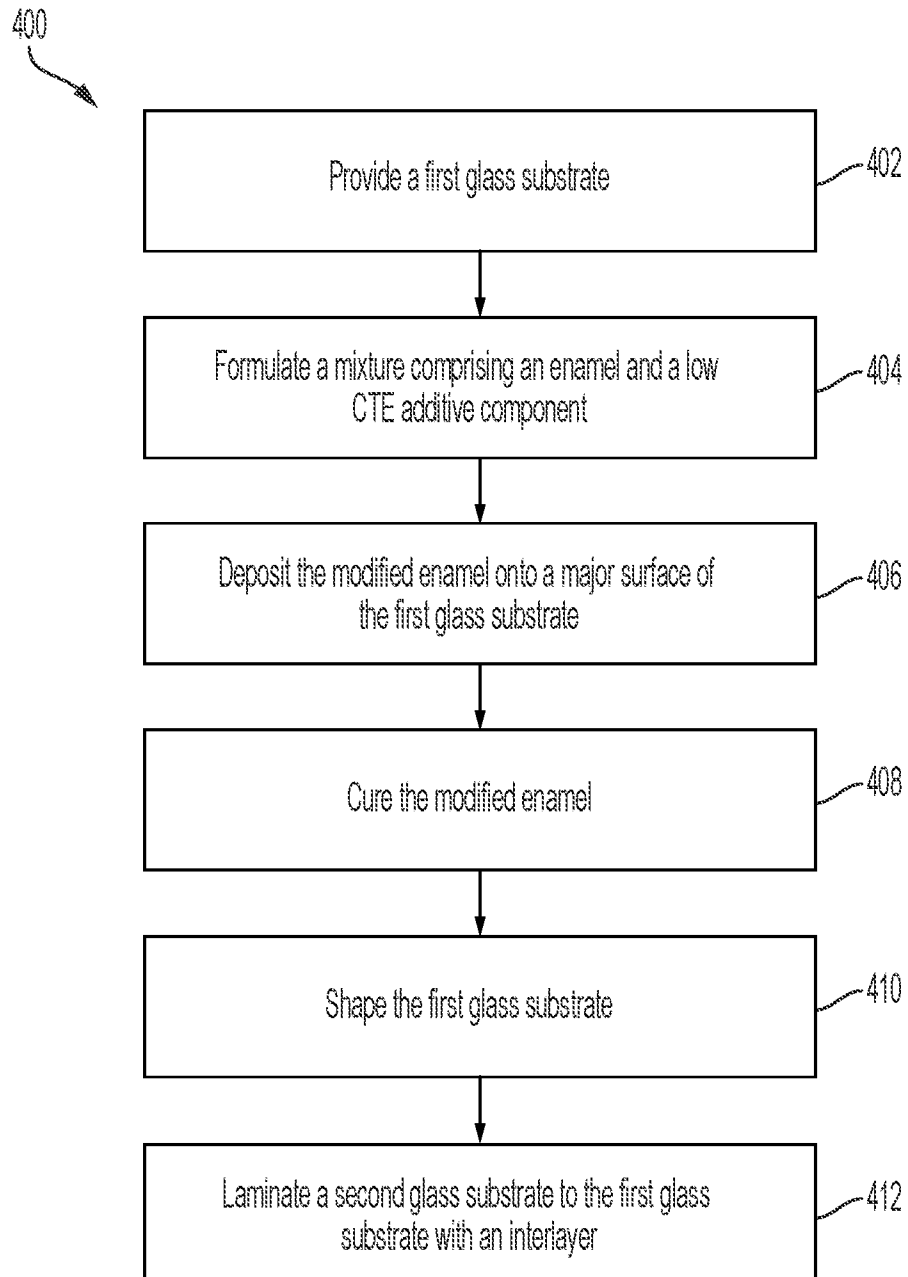 400
Provide a first glass substrate
402
Formulate a mixture comprising an enamel and a low
CTE additive component
404
Deposit the modified enamel onto a major surface of
the first glass substrate
406
Cure the modified enamel
408
Shape the first glass substrate
410
Laminate a second glass substrate to the first glass
substrate with an interlayer
412